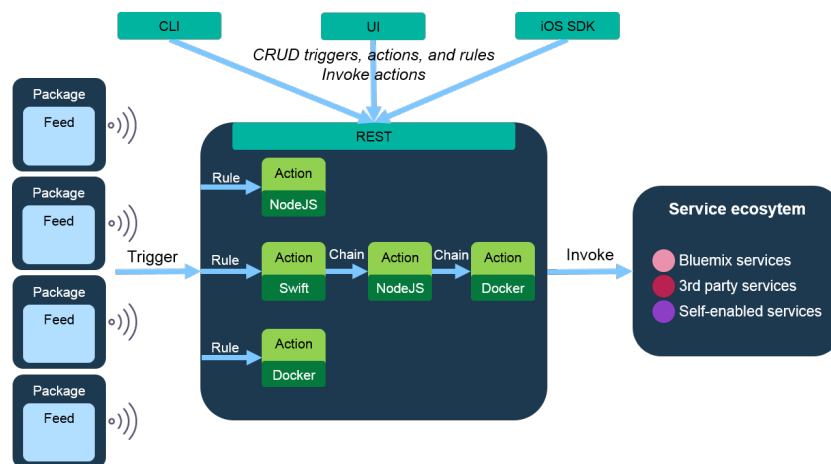 CLI
UI
iOS SDK
CRUD triggers, actions, and rules
Invoke actions
Package
Feed
Package
Feed
Package
Feed
Package
Feed
Trigger
REST
Rule
Action
NodeJS
Rule
Action
Swift
Chain
Action
NodeJS
Chain
Action
Docker
Rule
Action
Docker
Invoke
Service ecosytem
Bluemix services
3rd party services
Self-enabled services